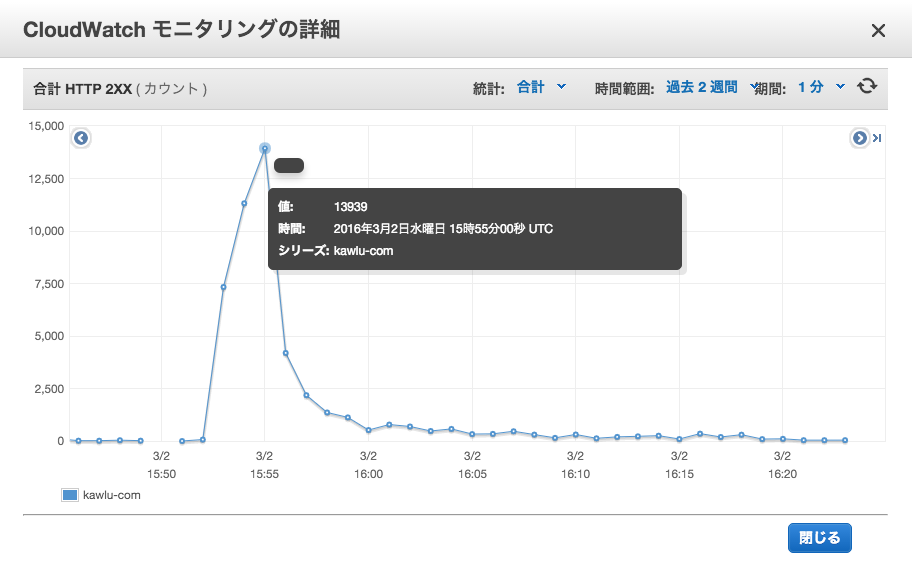 CloudWatch モニタリングの詳細
合計 HTTP 2XX ( カウント )
統計: 合計 時間範囲: 過去 2 週間 期間: 1 分
15,000
12,500
10,000
7,500
5,000
2,500
0
値: 13939
時間: 2016年3月2日水曜日 15時55分00秒 UTC
シリーズ: kawlu-com
3/2 3/2 3/2 3/2 3/2 3/2 3/2
15:50 15:55 16:00 16:05 16:10 16:15 16:20
kawlu-com
閉じる